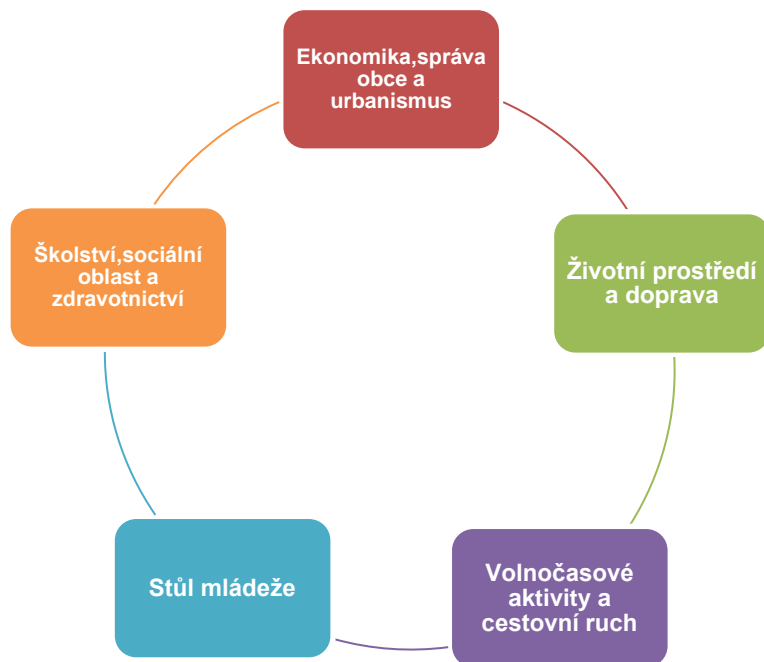 Ekonomika,správa
obce a
urbanismus
Školství,sociální
oblast a
zdravotnictví
Životní prostředí
a doprava
Stůl mládeže
Volnočasové
aktivity a
cestovní ruch